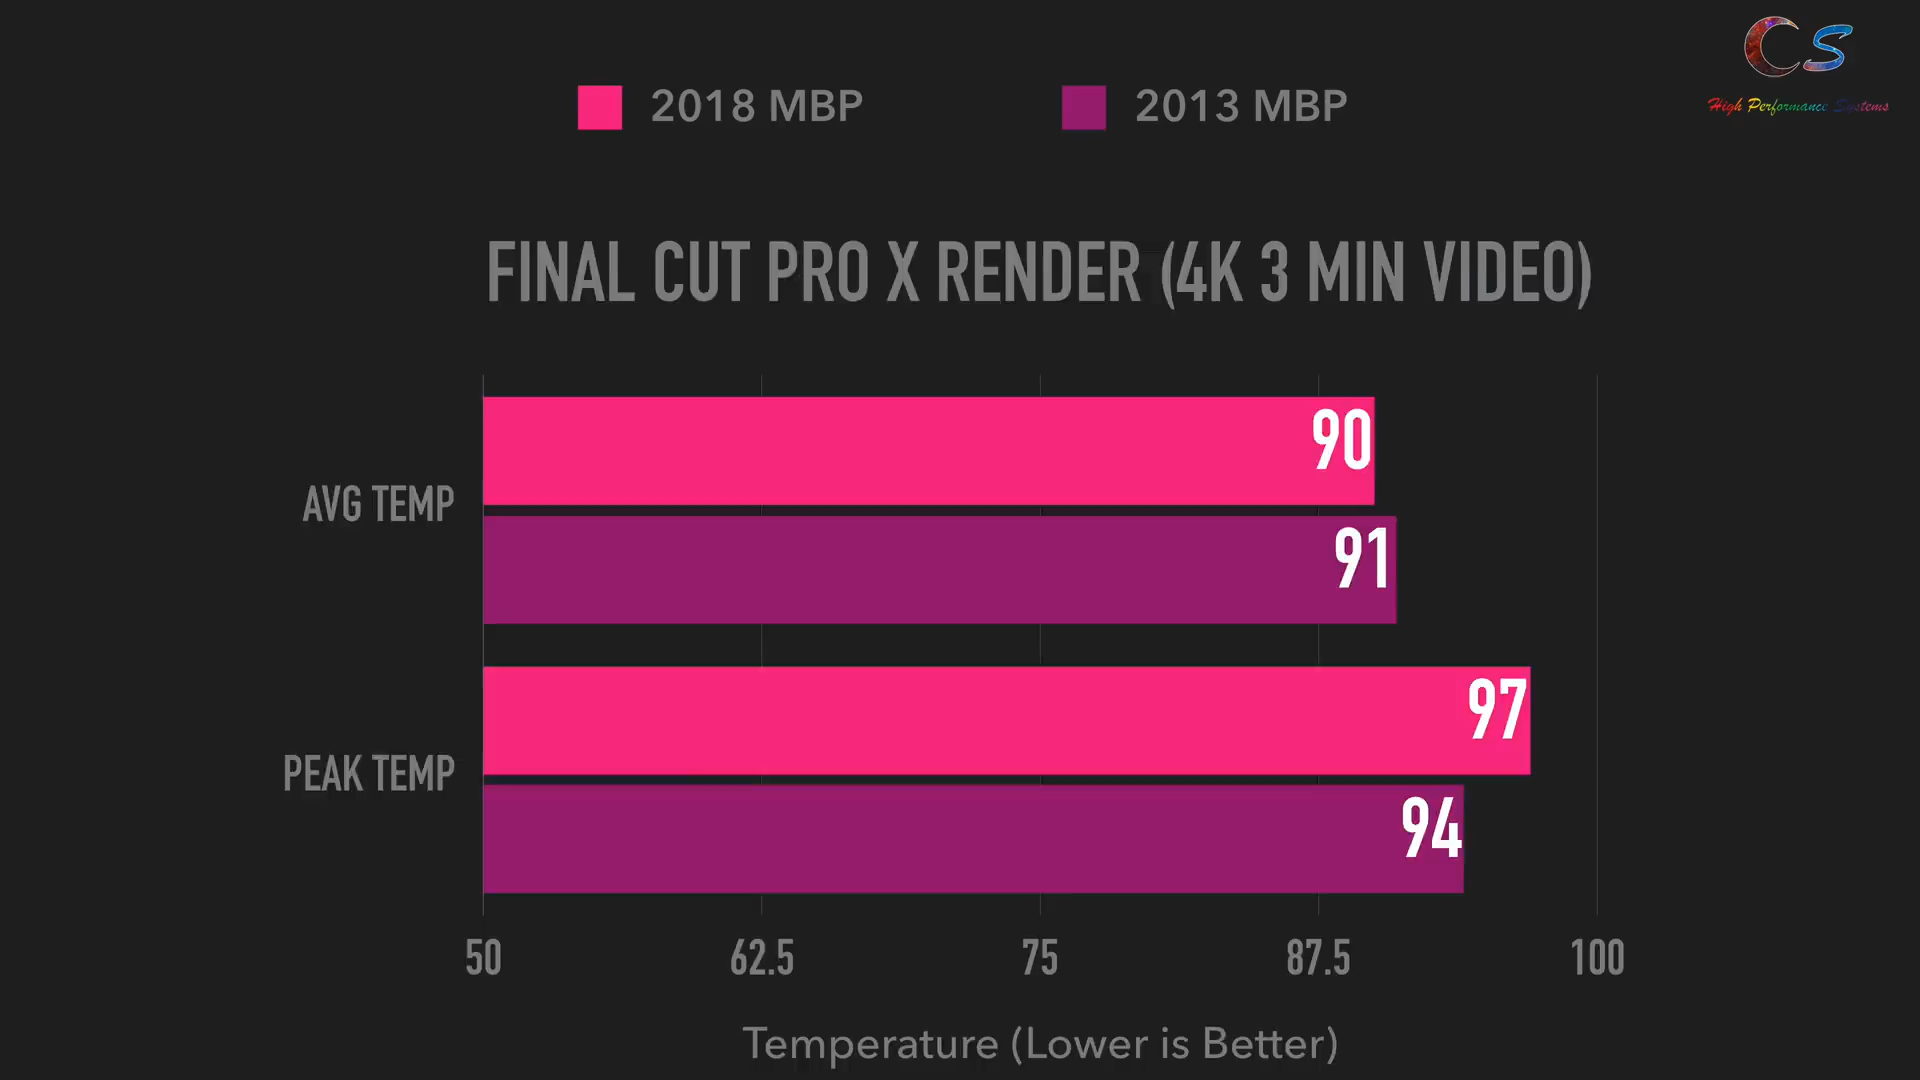 CS
High Performance Systems
2018 MBP
2013 MBP
FINAL CUT PRO X RENDER (4K 3 MIN VIDEO)
AVG TEMP
90
91
PEAK TEMP
97
94
50
62.5
75
87.5
100
Temperature (Lower is Better)